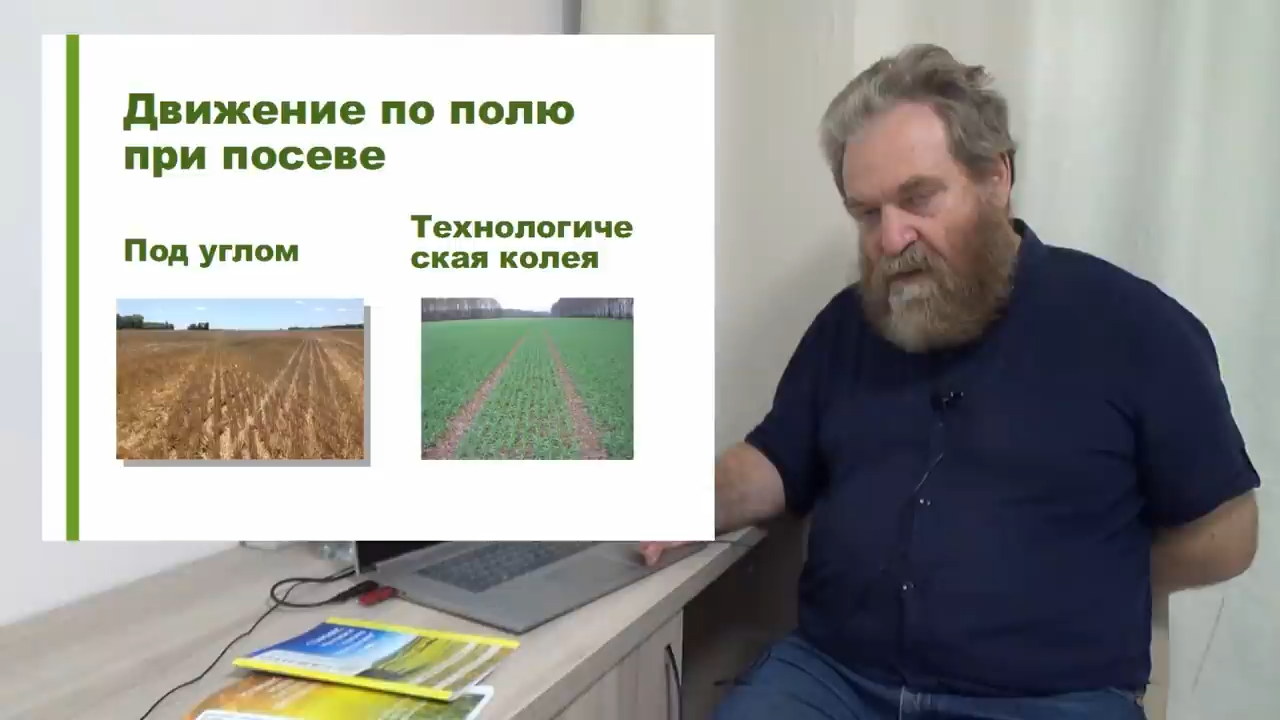 Движение по полю
при посеве
Под углом
Технологиче
ская колея